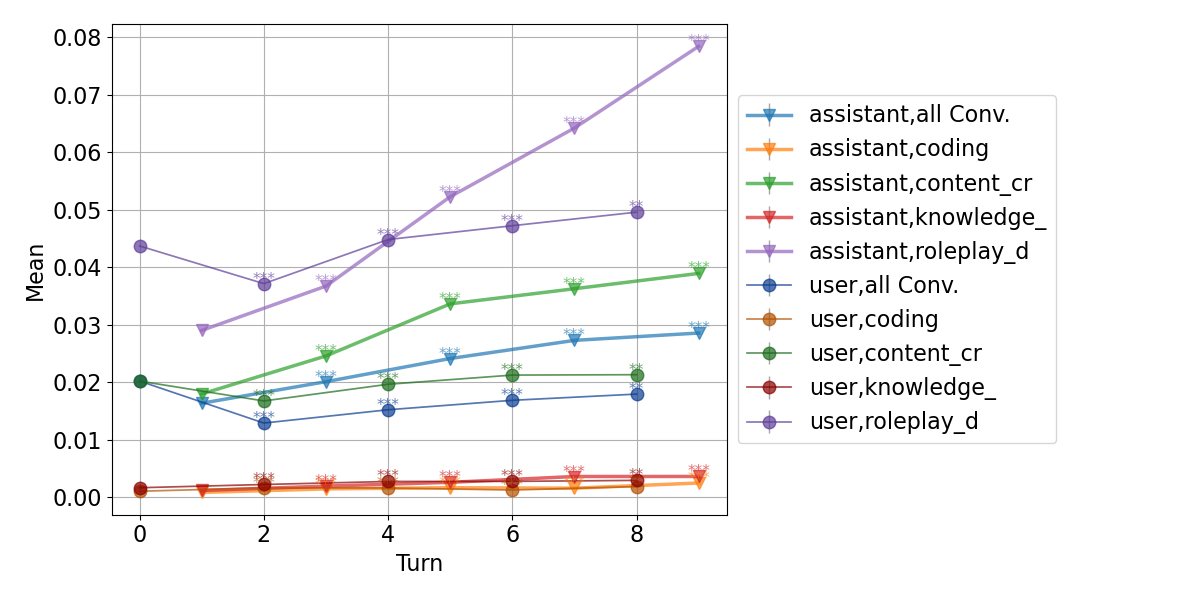 0.08
0.07
0.06
0.05
0.04
0.03
0.02
0.01
0.00
Mean
0 2 4 6 8
Turn
assistant,all Conv.
assistant,coding
assistant,content_cr
assistant,knowledge_
assistant,roleplay_d
user,all Conv.
user,coding
user,content_cr
user,knowledge_
user,roleplay_d